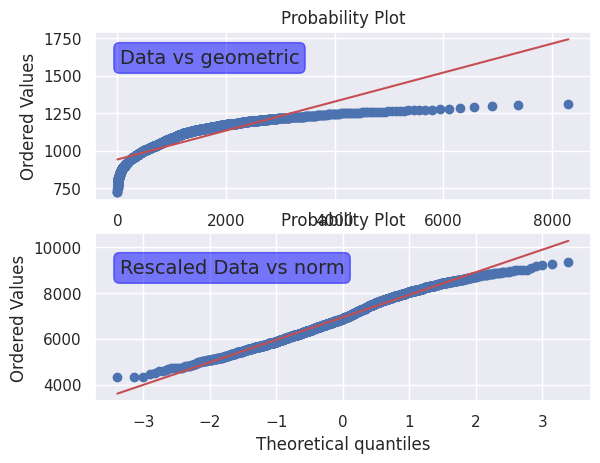 Probability Plot
1750
1500
1250
1000
750
Ordered Values
Data vs geometric
0 2000 4000 6000 8000
Probability Plot
10000
8000
6000
4000
Ordered Values
Rescaled Data vs norm
−3 −2 −1 0 1 2 3
Theoretical quantiles